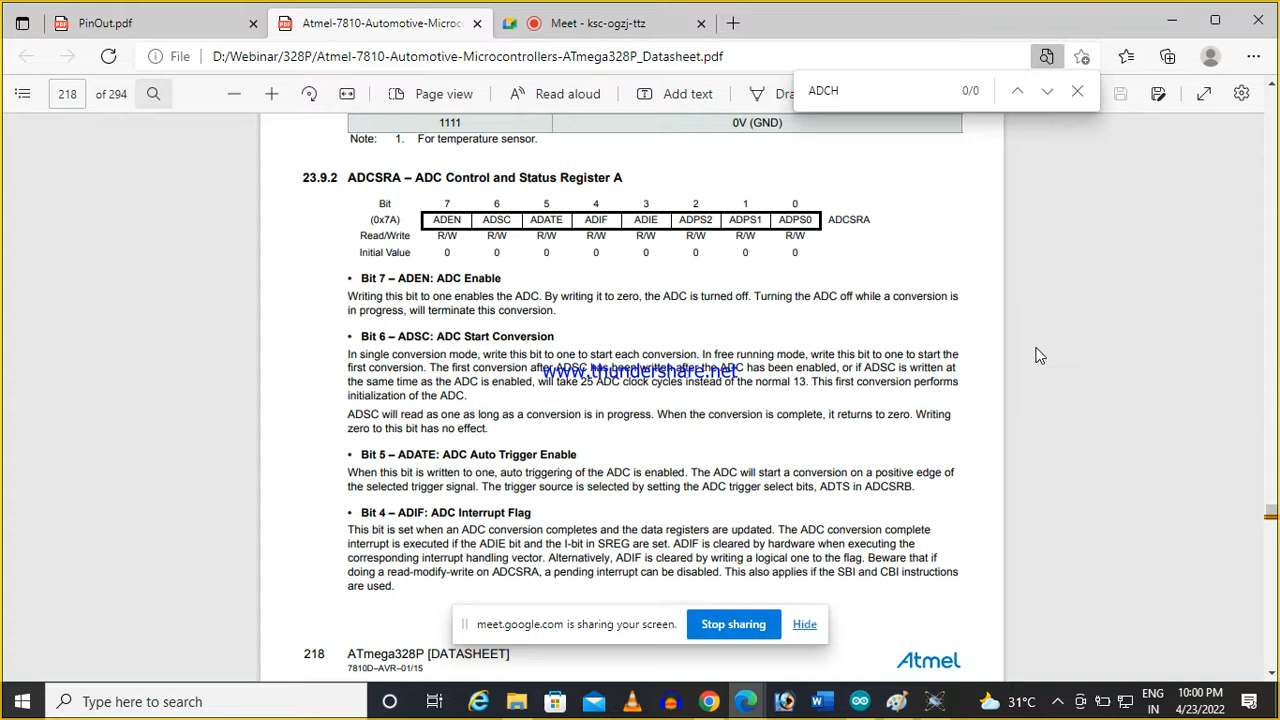 PinOut.pdf
Atmel-7810-Automotive-Microco
Meet - ksc-ogzj-ttz
File
D:/Webinar/328P/Atmel-7810-Automotive-Microcontrollers-ATmega328P_Datasheet.pdf
218 of 294
Page view
Read aloud
Add text
Dra
ADCH
0/0
1111 0V (GND)
Note: 1. For temperature sensor.
23.9.2 ADCSRA – ADC Control and Status Register A
Bit 7 6 5 4 3 2 1 0
(0x7A) ADEN ADSC ADATE ADIF ADIE ADPS2 ADPS1 ADPS0 ADCSRA
Read/Write R/W R/W R/W R/W R/W R/W R/W R/W
Initial Value 0 0 0 0 0 0 0 0
• Bit 7 – ADEN: ADC Enable
Writing this bit to one enables the ADC. By writing it to zero, the ADC is turned off. Turning the ADC off while a conversion is
in progress, will terminate this conversion.
• Bit 6 – ADSC: ADC Start Conversion
In single conversion mode, write this bit to one to start each conversion. In free running mode, write this bit to one to start the
first conversion. The first conversion after ADSC has been written after the ADC has been enabled, or if ADSC is written at
www.thundershare.net
the same time as the ADC is enabled, will take 25 ADC clock cycles instead of the normal 13. This first conversion performs
initialization of the ADC.
ADSC will read as one as long as a conversion is in progress. When the conversion is complete, it returns to zero. Writing
zero to this bit has no effect.
• Bit 5 – ADATE: ADC Auto Trigger Enable
When this bit is written to one, auto triggering of the ADC is enabled. The ADC will start a conversion on a positive edge of
the selected trigger signal. The trigger source is selected by setting the ADC trigger select bits, ADTS in ADCSRB.
• Bit 4 – ADIF: ADC Interrupt Flag
This bit is set when an ADC conversion completes and the data registers are updated. The ADC conversion complete
interrupt is executed if the ADIE bit and the I-bit in SREG are set. ADIF is cleared by hardware when executing the
corresponding interrupt handling vector. Alternatively, ADIF is cleared by writing a logical one to the flag. Beware that if
doing a read-modify-write on ADCSRA, a pending interrupt can be disabled. This also applies if the SBI and CBI instructions
are used.
meet.google.com is sharing your screen.
Stop sharing
Hide
218 ATmega328P [DATASHEET]
7810D–AVR–01/15
Atmel
Type here to search
31°C
ENG
IN
10:00 PM
4/23/2022